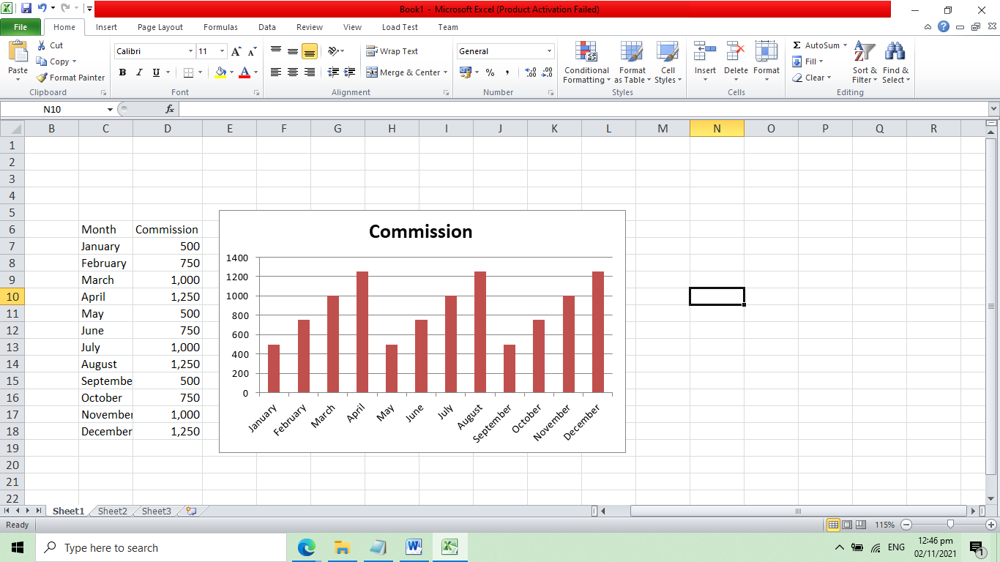 Book1 - Microsoft Excel (Product Activation Failed)
File Home Insert Page Layout Formulas Data Review View Load Test Team
Paste Cut Copy Format Painter Clipboard
Calibri 11 B I U A A A Font
Wrap Text Merge & Center Alignment
General % , .00 .0 Number
Conditional Formatting Format as Table Cell Styles Styles
Insert Delete Format Cells
AutoSum Fill Clear Sort & Filter Find & Select Editing
N10 fx
B C D E F G H I J K L M N O P Q R
1
2
3
4
5
6 Month Commission
7 January 500
8 February 750
9 March 1,000
10 April 1,250
11 May 500
12 June 750
13 July 1,000
14 August 1,250
15 Septembe 500
16 October 750
17 November 1,000
18 December 1,250
19
20
21
22
Commission
1400
1200
1000
800
600
400
200
0
January February March April May June July August September October November December
Sheet1 Sheet2 Sheet3
Ready 115%
Type here to search ENG 12:46 pm
02/11/2021 1